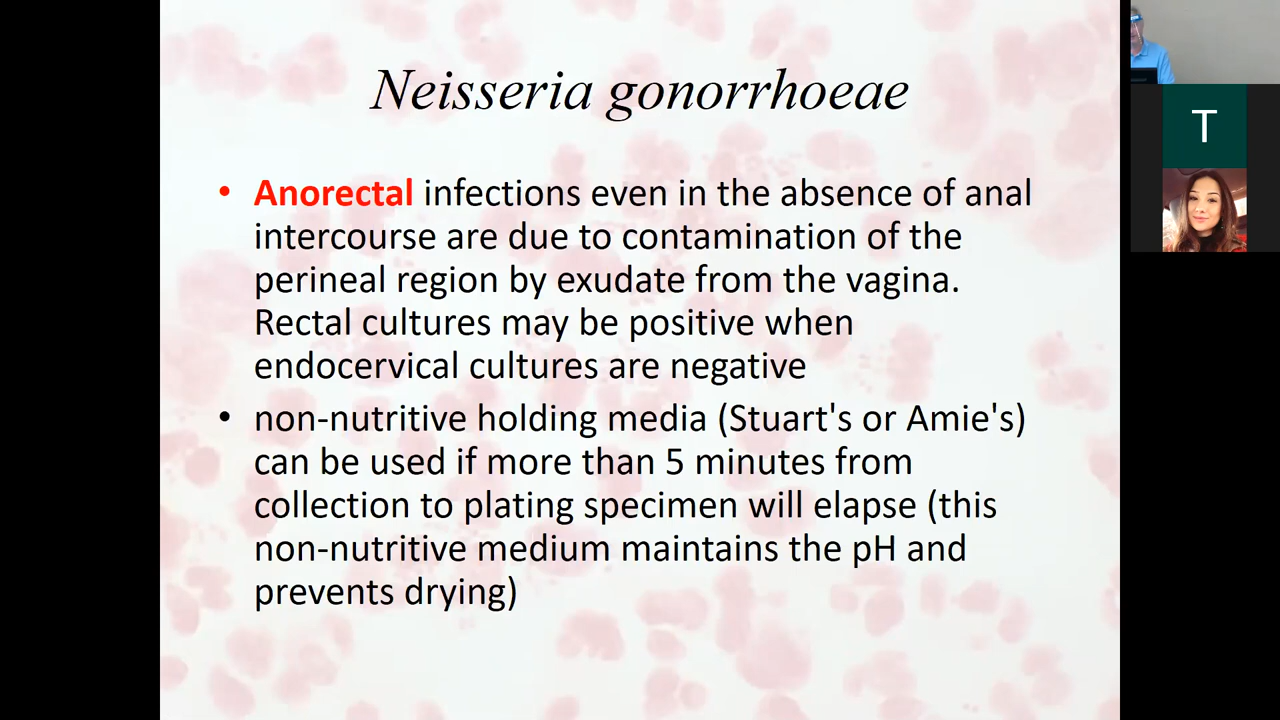 Neisseria gonorrhoeae
• Anorectal infections even in the absence of anal
intercourse are due to contamination of the
perineal region by exudate from the vagina.
Rectal cultures may be positive when
endocervical cultures are negative
• non-nutritive holding media (Stuart's or Amie's)
can be used if more than 5 minutes from
collection to plating specimen will elapse (this
non-nutritive medium maintains the pH and
prevents drying)
T